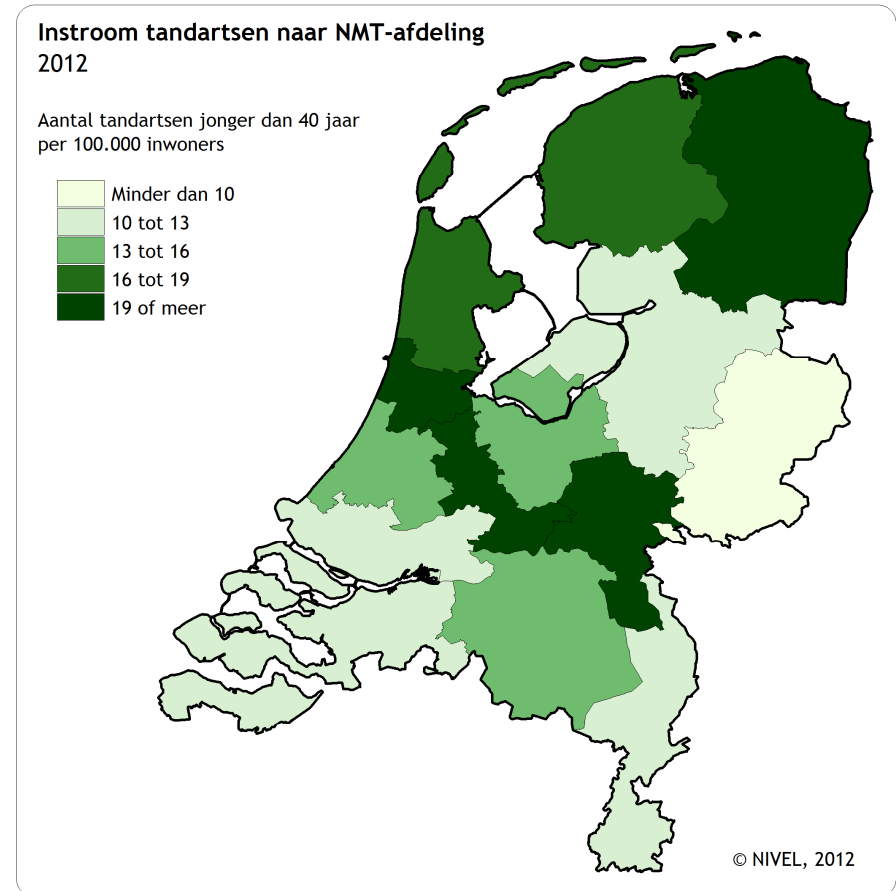 Instroom tandartsen naar NMT-afdeling
2012
Aantal tandartsen jonger dan 40 jaar
per 100.000 inwoners
Minder dan 10
10 tot 13
13 tot 16
16 tot 19
19 of meer
© NIVEL, 2012